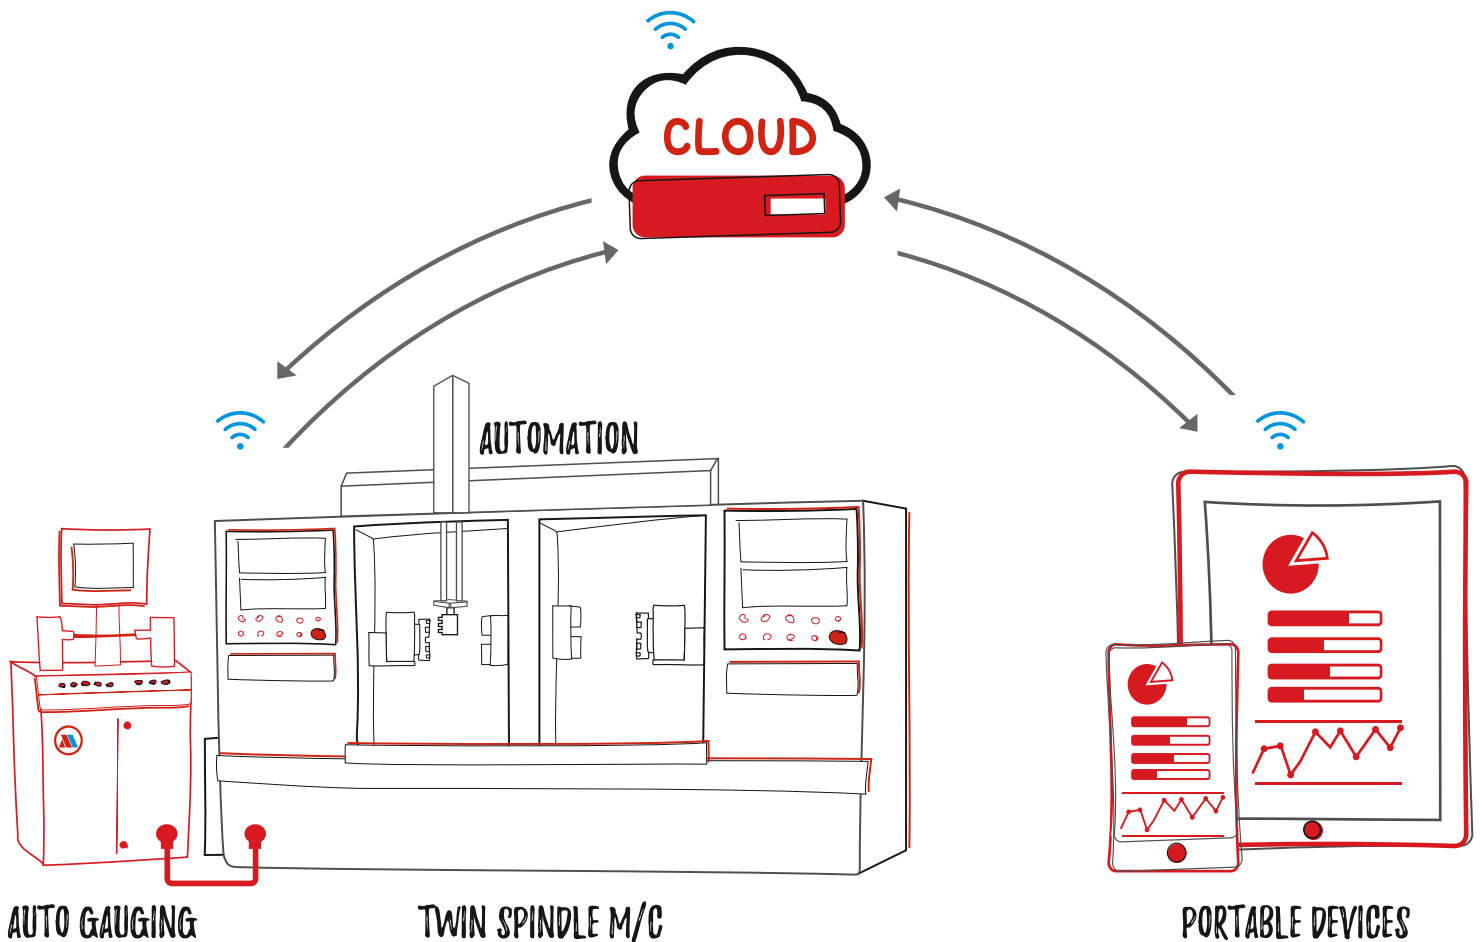 CLOUD
AUTOMATION
AUTO GAUGING
TWIN SPINDLE M/C
PORTABLE DEVICES